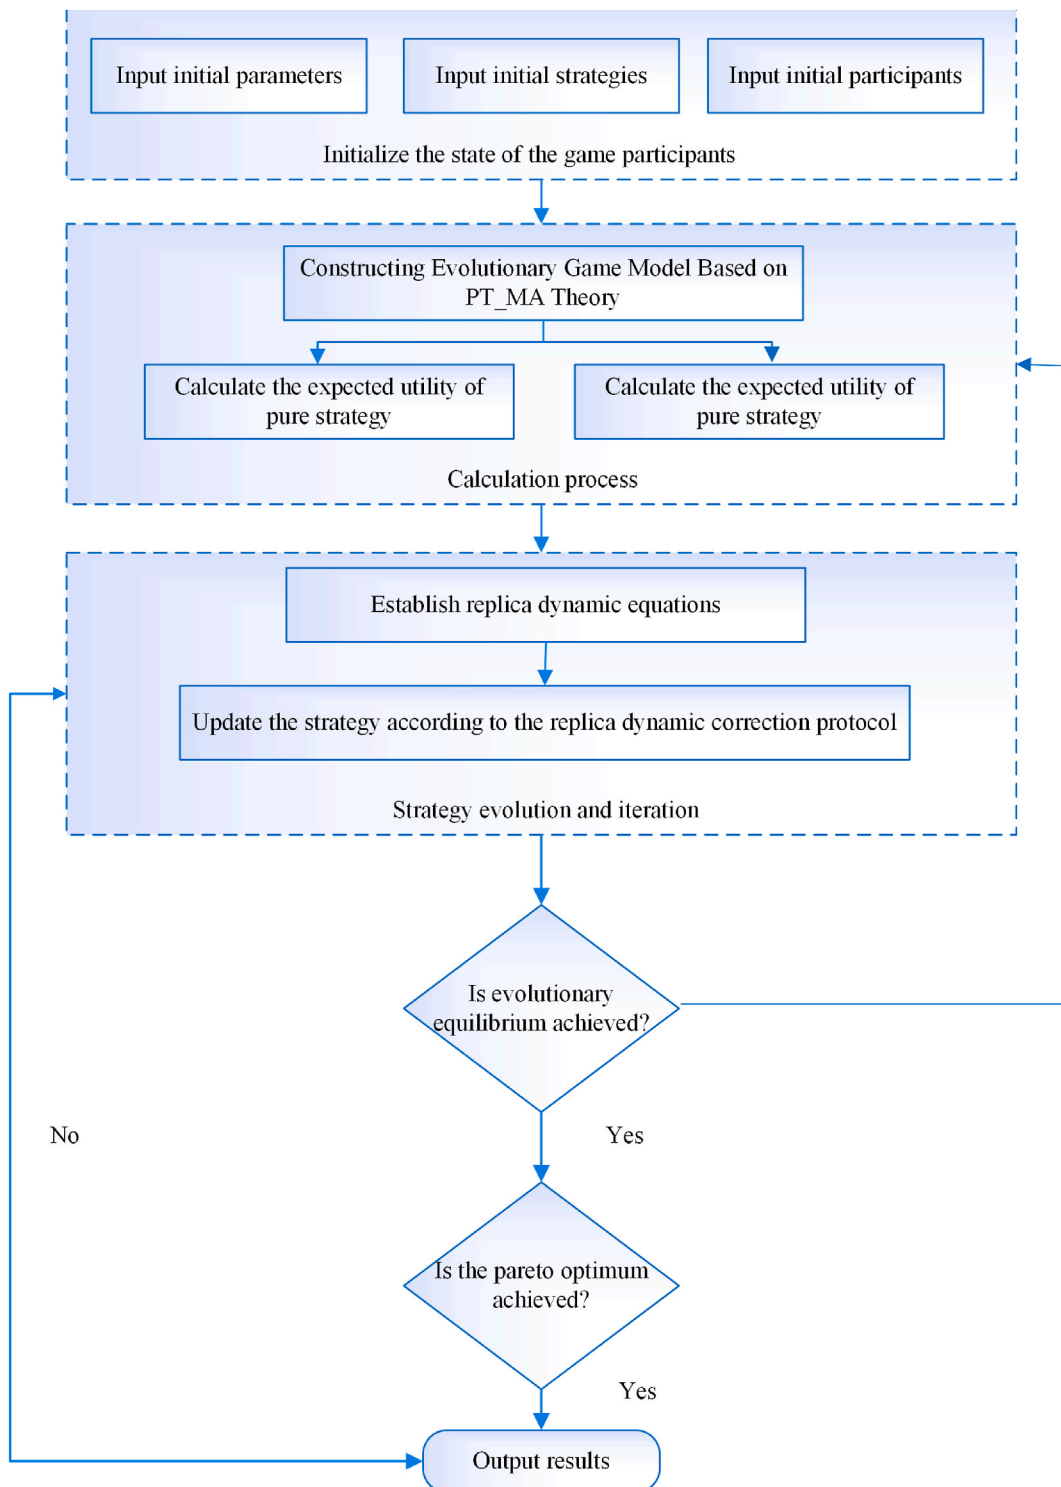 Input initial parameters
Input initial strategies
Input initial participants
Initialize the state of the game participants
Constructing Evolutionary Game Model Based on
PT_MA Theory
Calculate the expected utility of
pure strategy
Calculate the expected utility of
pure strategy
Calculation process
Establish replica dynamic equations
Update the strategy according to the replica dynamic correction protocol
Strategy evolution and iteration
Is evolutionary
equilibrium achieved?
No
Yes
Is the pareto optimum
achieved?
Yes
Output results